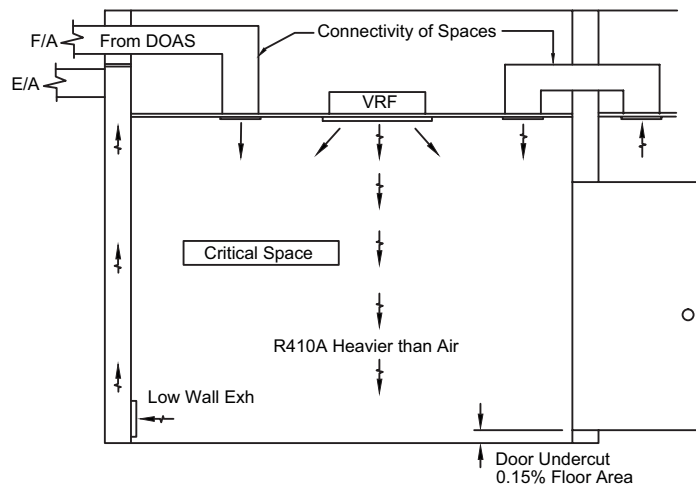 F/A
From DOAS
Connectivity of Spaces
E/A
VRF
Critical Space
R410A Heavier than Air
Low Wall Exh
Door Undercut
0.15% Floor Area